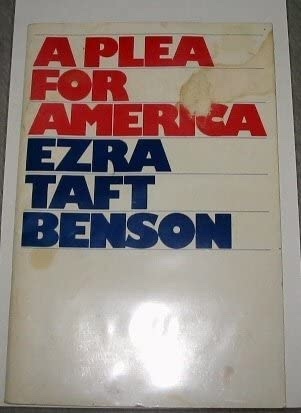 A PLEA
FOR
AMERICA
EZRA
TAFT
BENSON